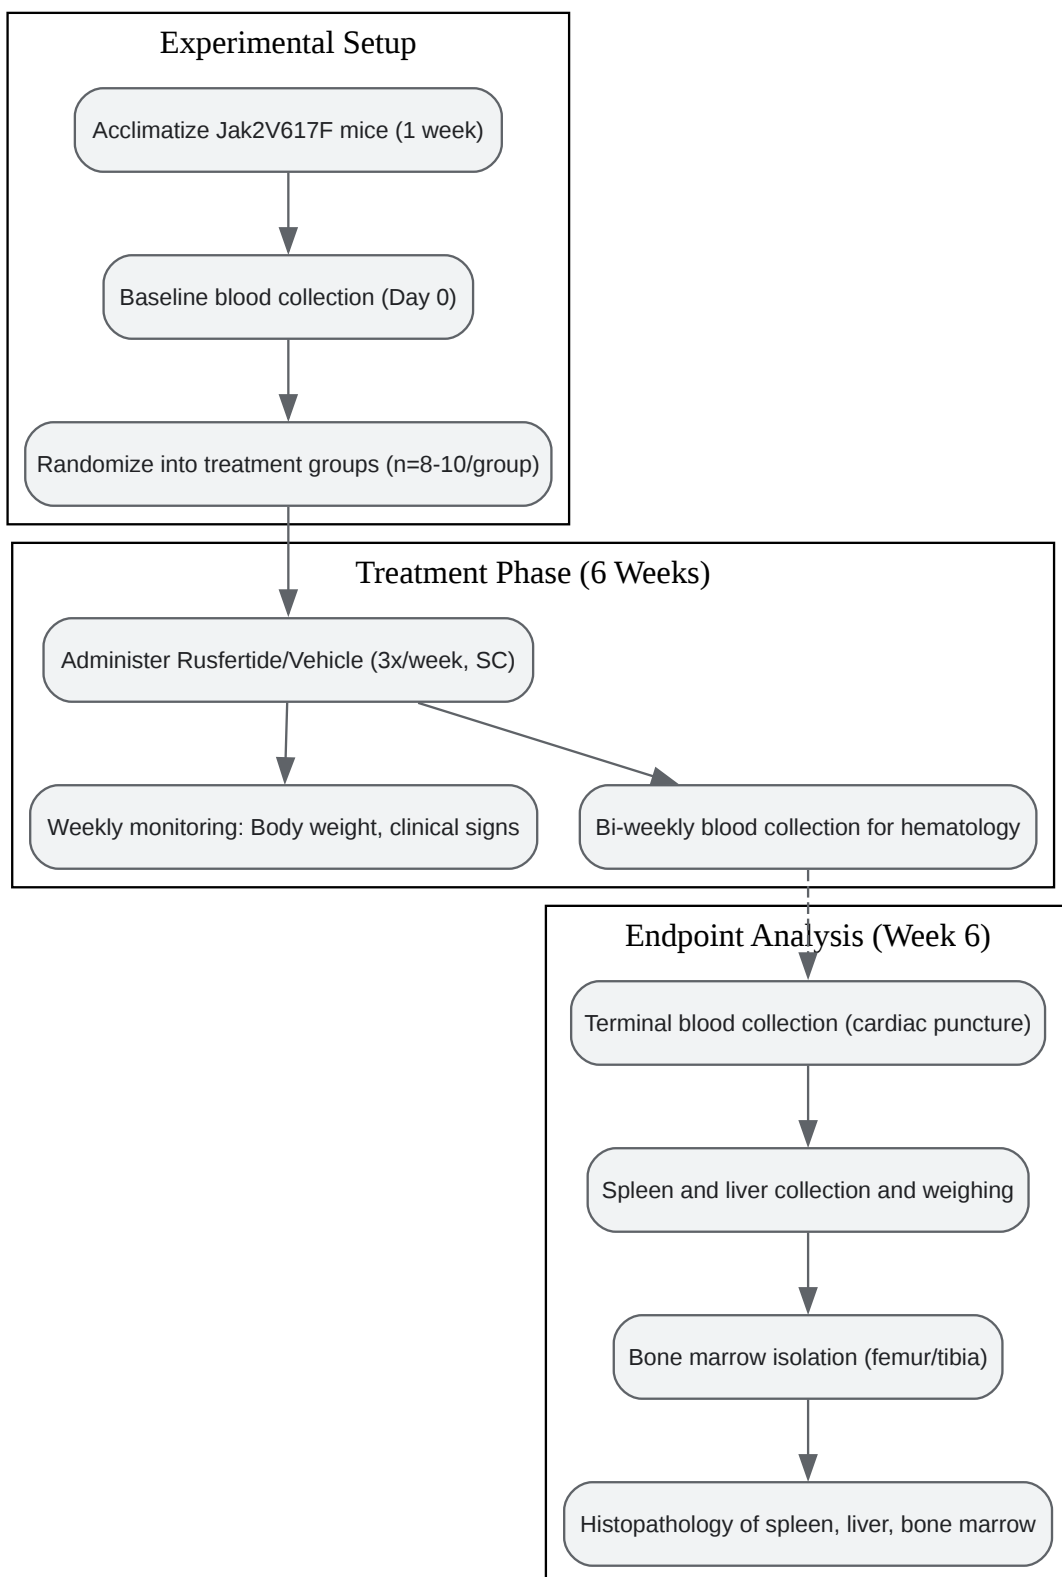 Experimental Setup
Acclimatize Jak2V617F mice (1 week)
Baseline blood collection (Day 0)
Randomize into treatment groups (n=8-10/group)
Treatment Phase (6 Weeks)
Administer Rusfertide/Vehicle (3x/week, SC)
Weekly monitoring: Body weight, clinical signs
Bi-weekly blood collection for hematology
Endpoint Analysis (Week 6)
Terminal blood collection (cardiac puncture)
Spleen and liver collection and weighing
Bone marrow isolation (femur/tibia)
Histopathology of spleen, liver, bone marrow